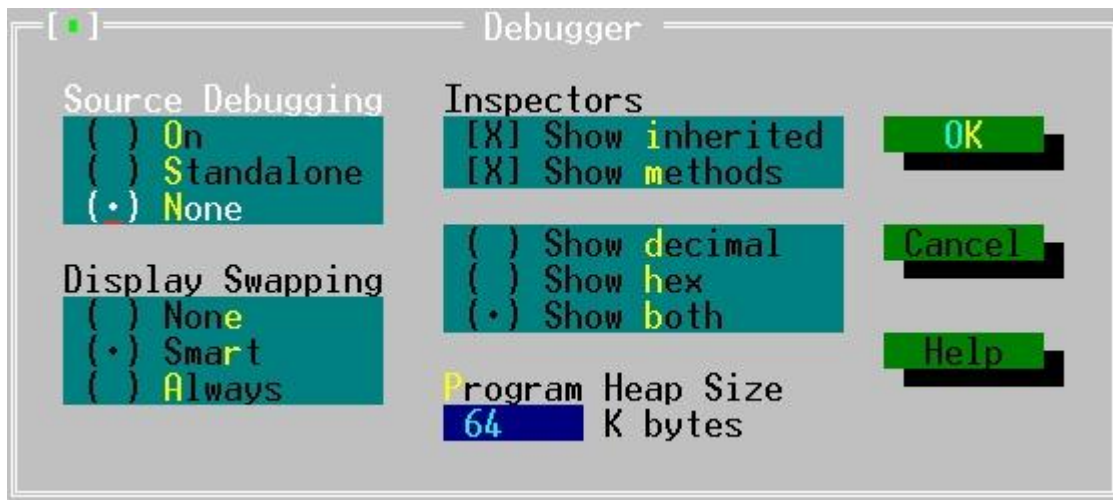 [▪] Debugger
Source Debugging
( ) On
( ) Standalone
(•) None
Display Swapping
( ) None
(•) Smart
( ) Always
Inspectors
[X] Show inherited
[X] Show methods
( ) Show decimal
( ) Show hex
(•) Show both
Program Heap Size
64 K bytes
OK
Cancel
Help